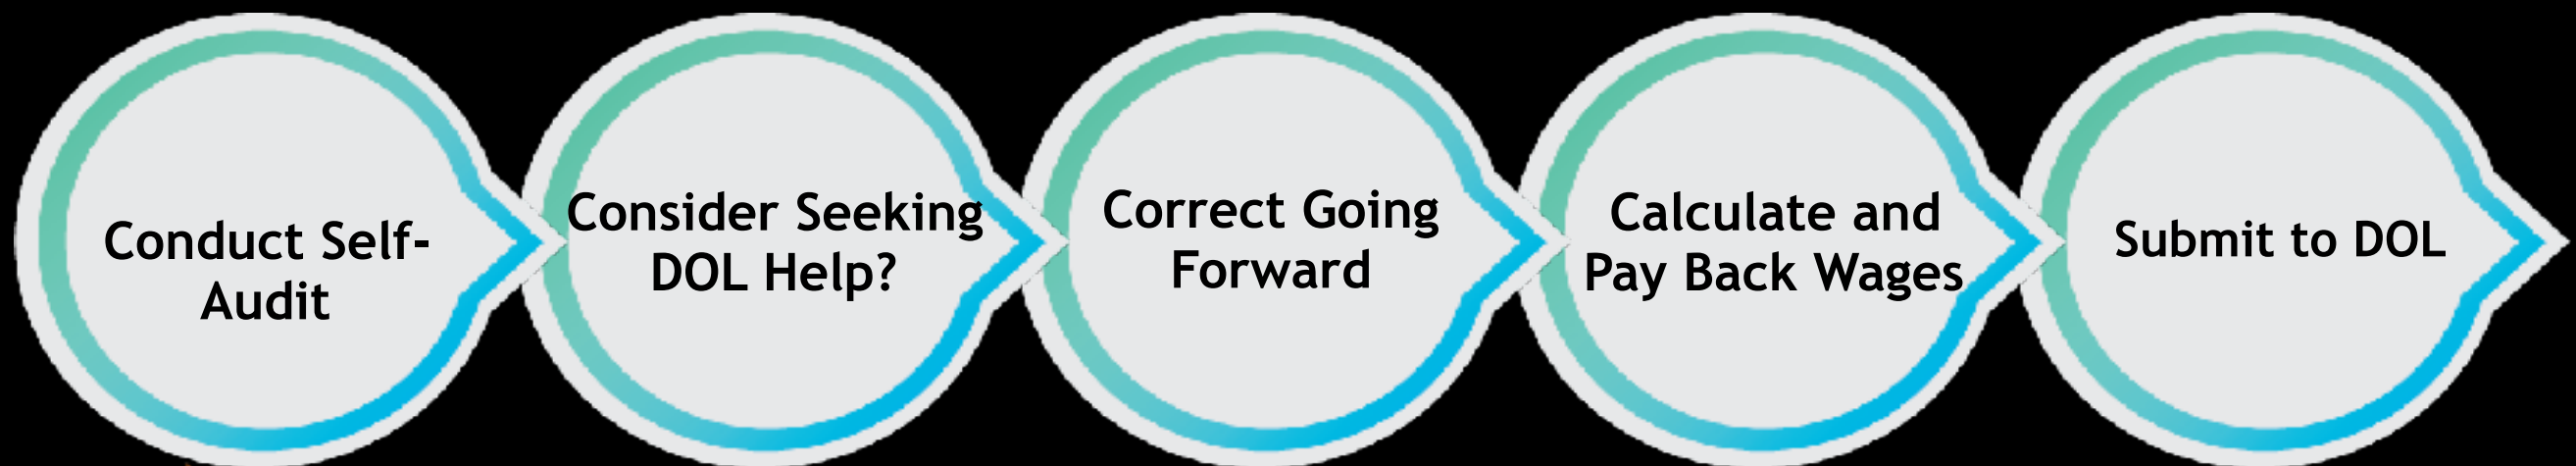 Conduct Self-
Audit
Consider Seeking
DOL Help?
Correct Going
Forward
Calculate and
Pay Back Wages
Submit to DOL